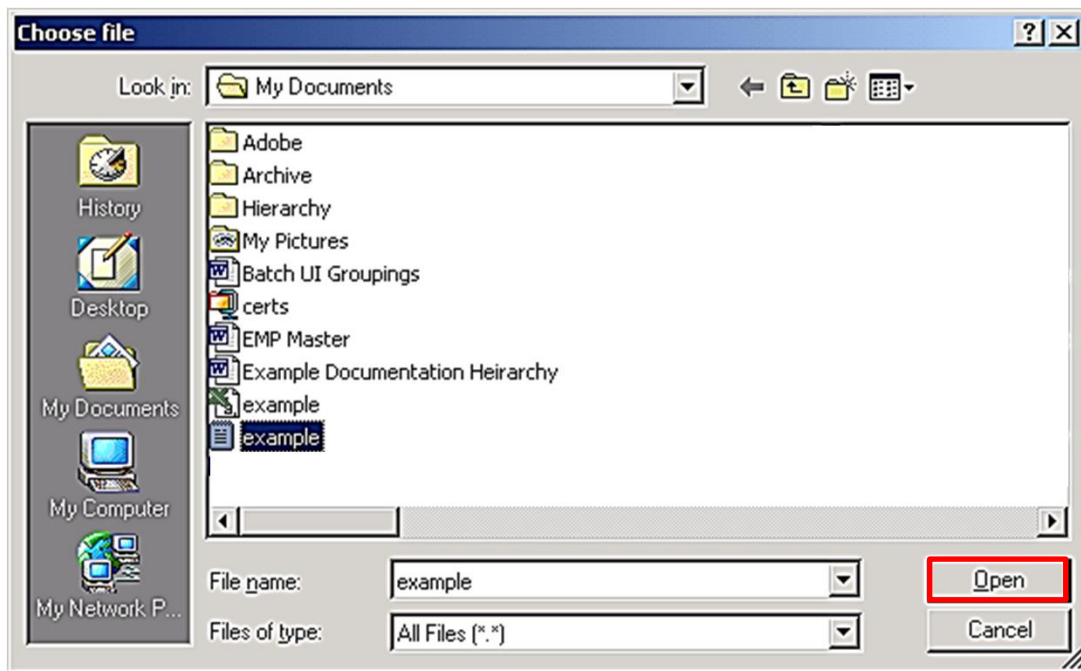 Choose file
Look in:
My Documents
History
Desktop
My Documents
My Computer
My Network P...
Adobe
Archive
Hierarchy
My Pictures
Batch UI Groupings
certs
EMP Master
Example Documentation Heirarchy
example
example
File name:
example
Open
Files of type:
All Files (*.*)
Cancel